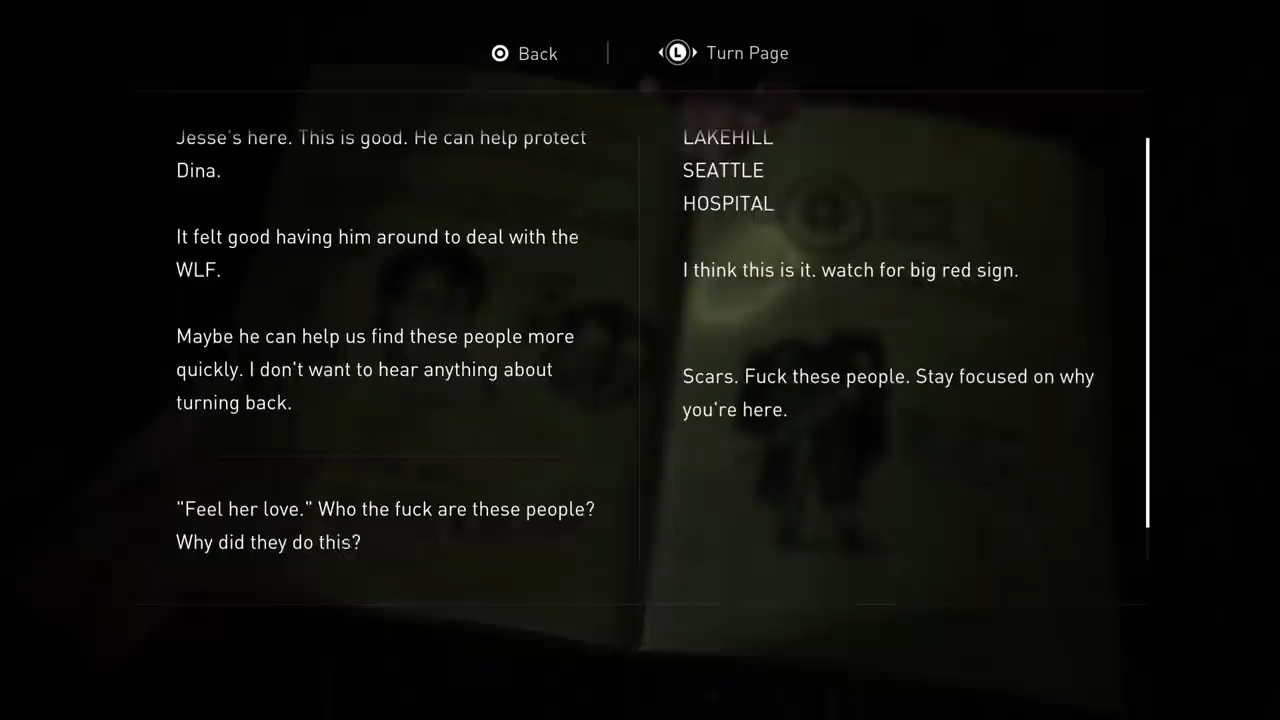 Back
L Turn Page
Jesse's here. This is good. He can help protect
Dina.
It felt good having him around to deal with the
WLF.
Maybe he can help us find these people more
quickly. I don't want to hear anything about
turning back.
"Feel her love." Who the fuck are these people?
Why did they do this?
LAKEHILL
SEATTLE
HOSPITAL
I think this is it. watch for big red sign.
Scars. Fuck these people. Stay focused on why
you're here.